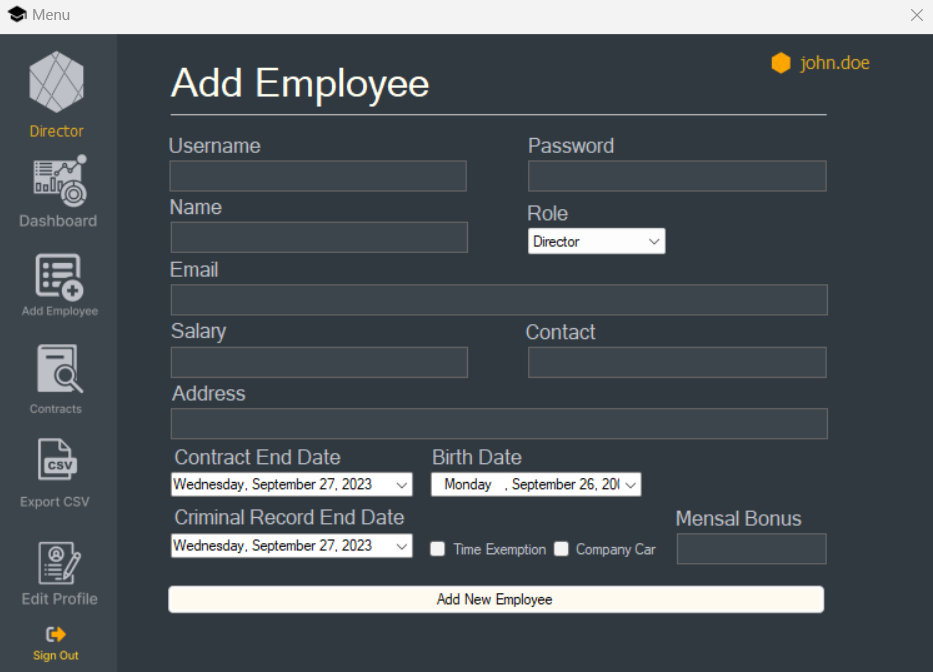 Menu
Director
Dashboard
Add Employee
Contracts
CSV
Export CSV
Edit Profile
Sign Out
john.doe
Add Employee
Username
Password
Name
Role
Director
Email
Salary
Contact
Address
Contract End Date
Birth Date
Wednesday, September 27, 2023
Monday , September 26, 200
Criminal Record End Date
Mensal Bonus
Wednesday, September 27, 2023
Time Exemption
Company Car
Add New Employee